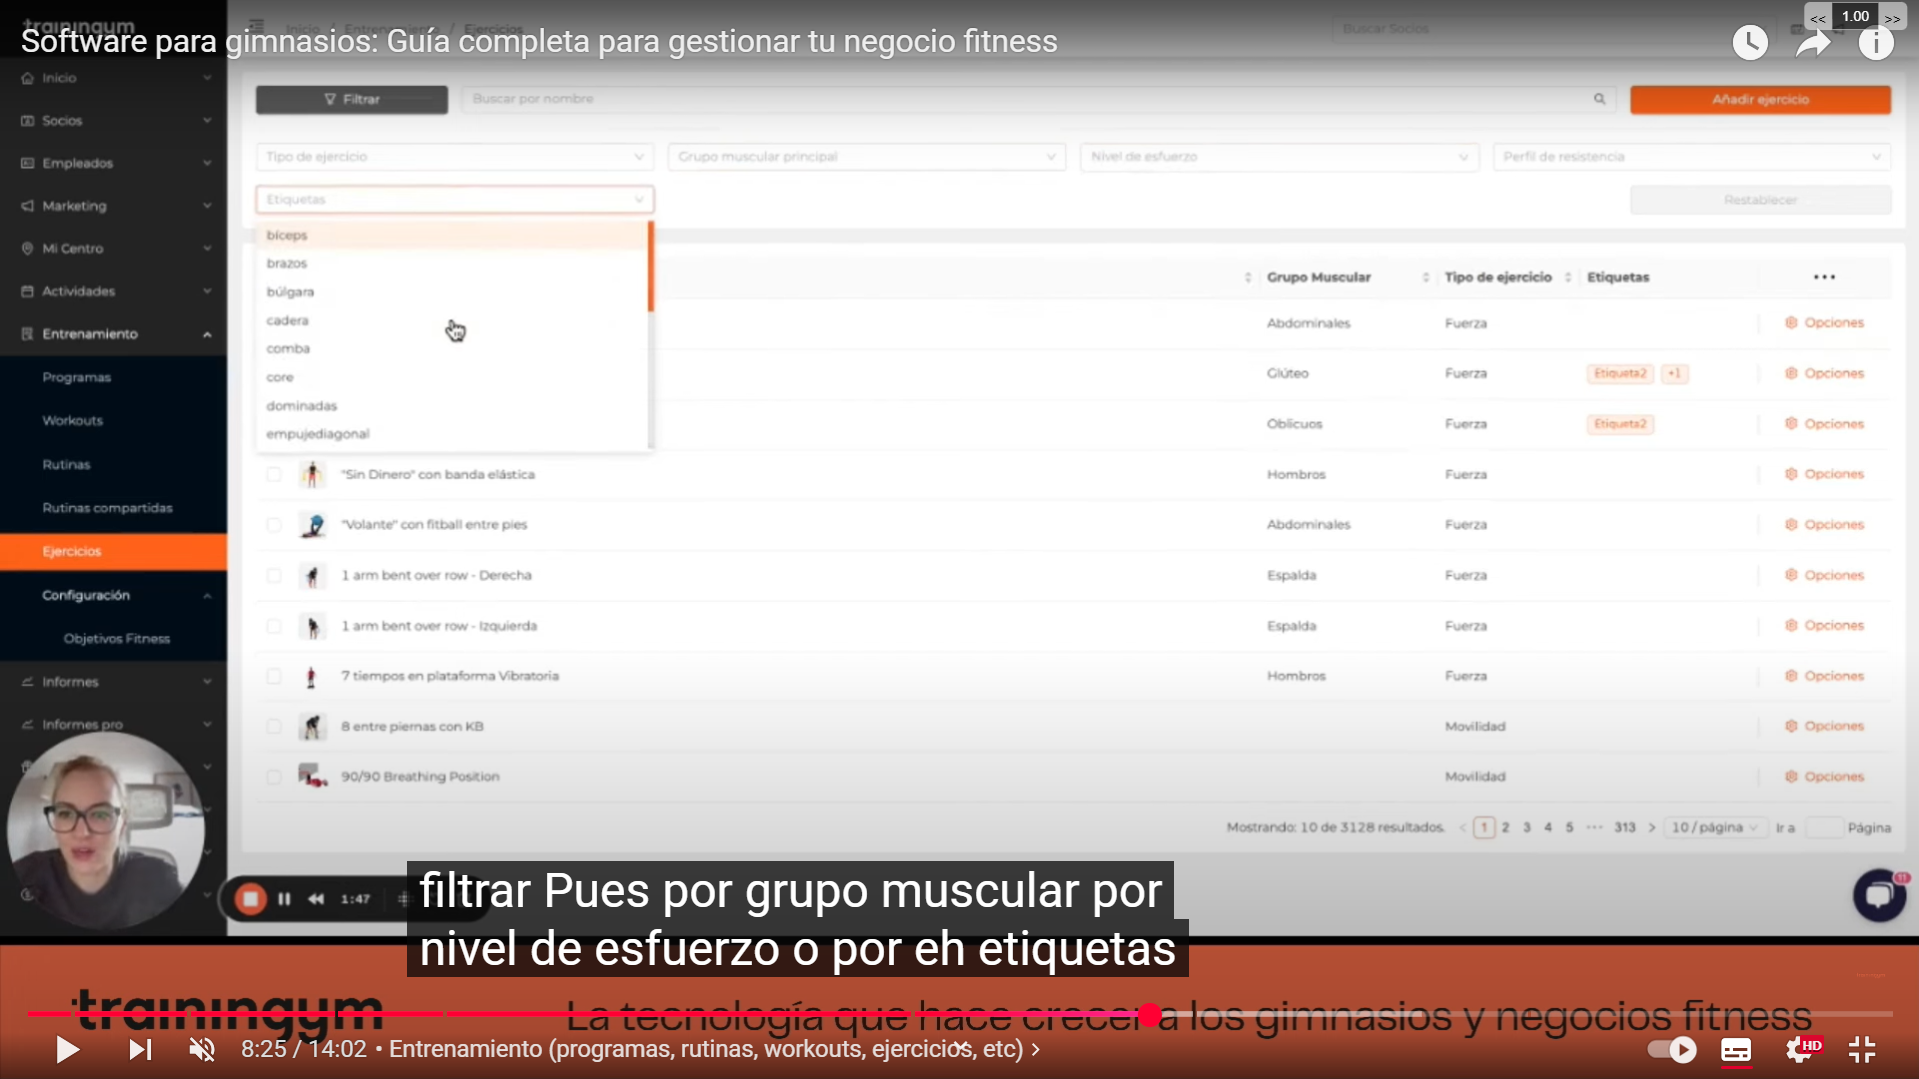 trainingym
Inicio / Entrenamiento / Ejercicios
Buscar Socios
<< 1.00 >>
Software para gimnasios: Guía completa para gestionar tu negocio fitness
Inicio
Socios
Empleados
Marketing
Mi Centro
Actividades
Entrenamiento
Programas
Workouts
Rutinas
Rutinas compartidas
Ejercicios
Configuración
Objetivos Fitness
Informes
Informes pro
Filtrar
Buscar por nombre
Añadir ejercicio
Tipo de ejercicio
Grupo muscular principal
Nivel de esfuerzo
Perfil de resistencia
Etiquetas
Restablecer
bíceps
brazos
búlgara
cadera
comba
core
dominadas
empujediagonal
Grupo Muscular Tipo de ejercicio Etiquetas •••
Abdominales Fuerza Opciones
Glúteo Fuerza Etiqueta2 +1 Opciones
Oblicuos Fuerza Etiqueta2 Opciones
"Sin Dinero" con banda elástica Hombros Fuerza Opciones
"Volante" con fitball entre pies Abdominales Fuerza Opciones
1 arm bent over row - Derecha Espalda Fuerza Opciones
1 arm bent over row - Izquierda Espalda Fuerza Opciones
7 tiempos en plataforma Vibratoria Hombros Fuerza Opciones
8 entre piernas con KB Movilidad Opciones
90/90 Breathing Position Movilidad Opciones
Mostrando: 10 de 3128 resultados. < 1 2 3 4 5 ••• 313 > 10 / página Ir a Página
1:47
11
filtrar Pues por grupo muscular por
nivel de esfuerzo o por eh etiquetas
trainingym
La tecnología que hace crecer a los gimnasios y negocios fitness
8:25 / 14:02 • Entrenamiento (programas, rutinas, workouts, ejercicios, etc) >
HD